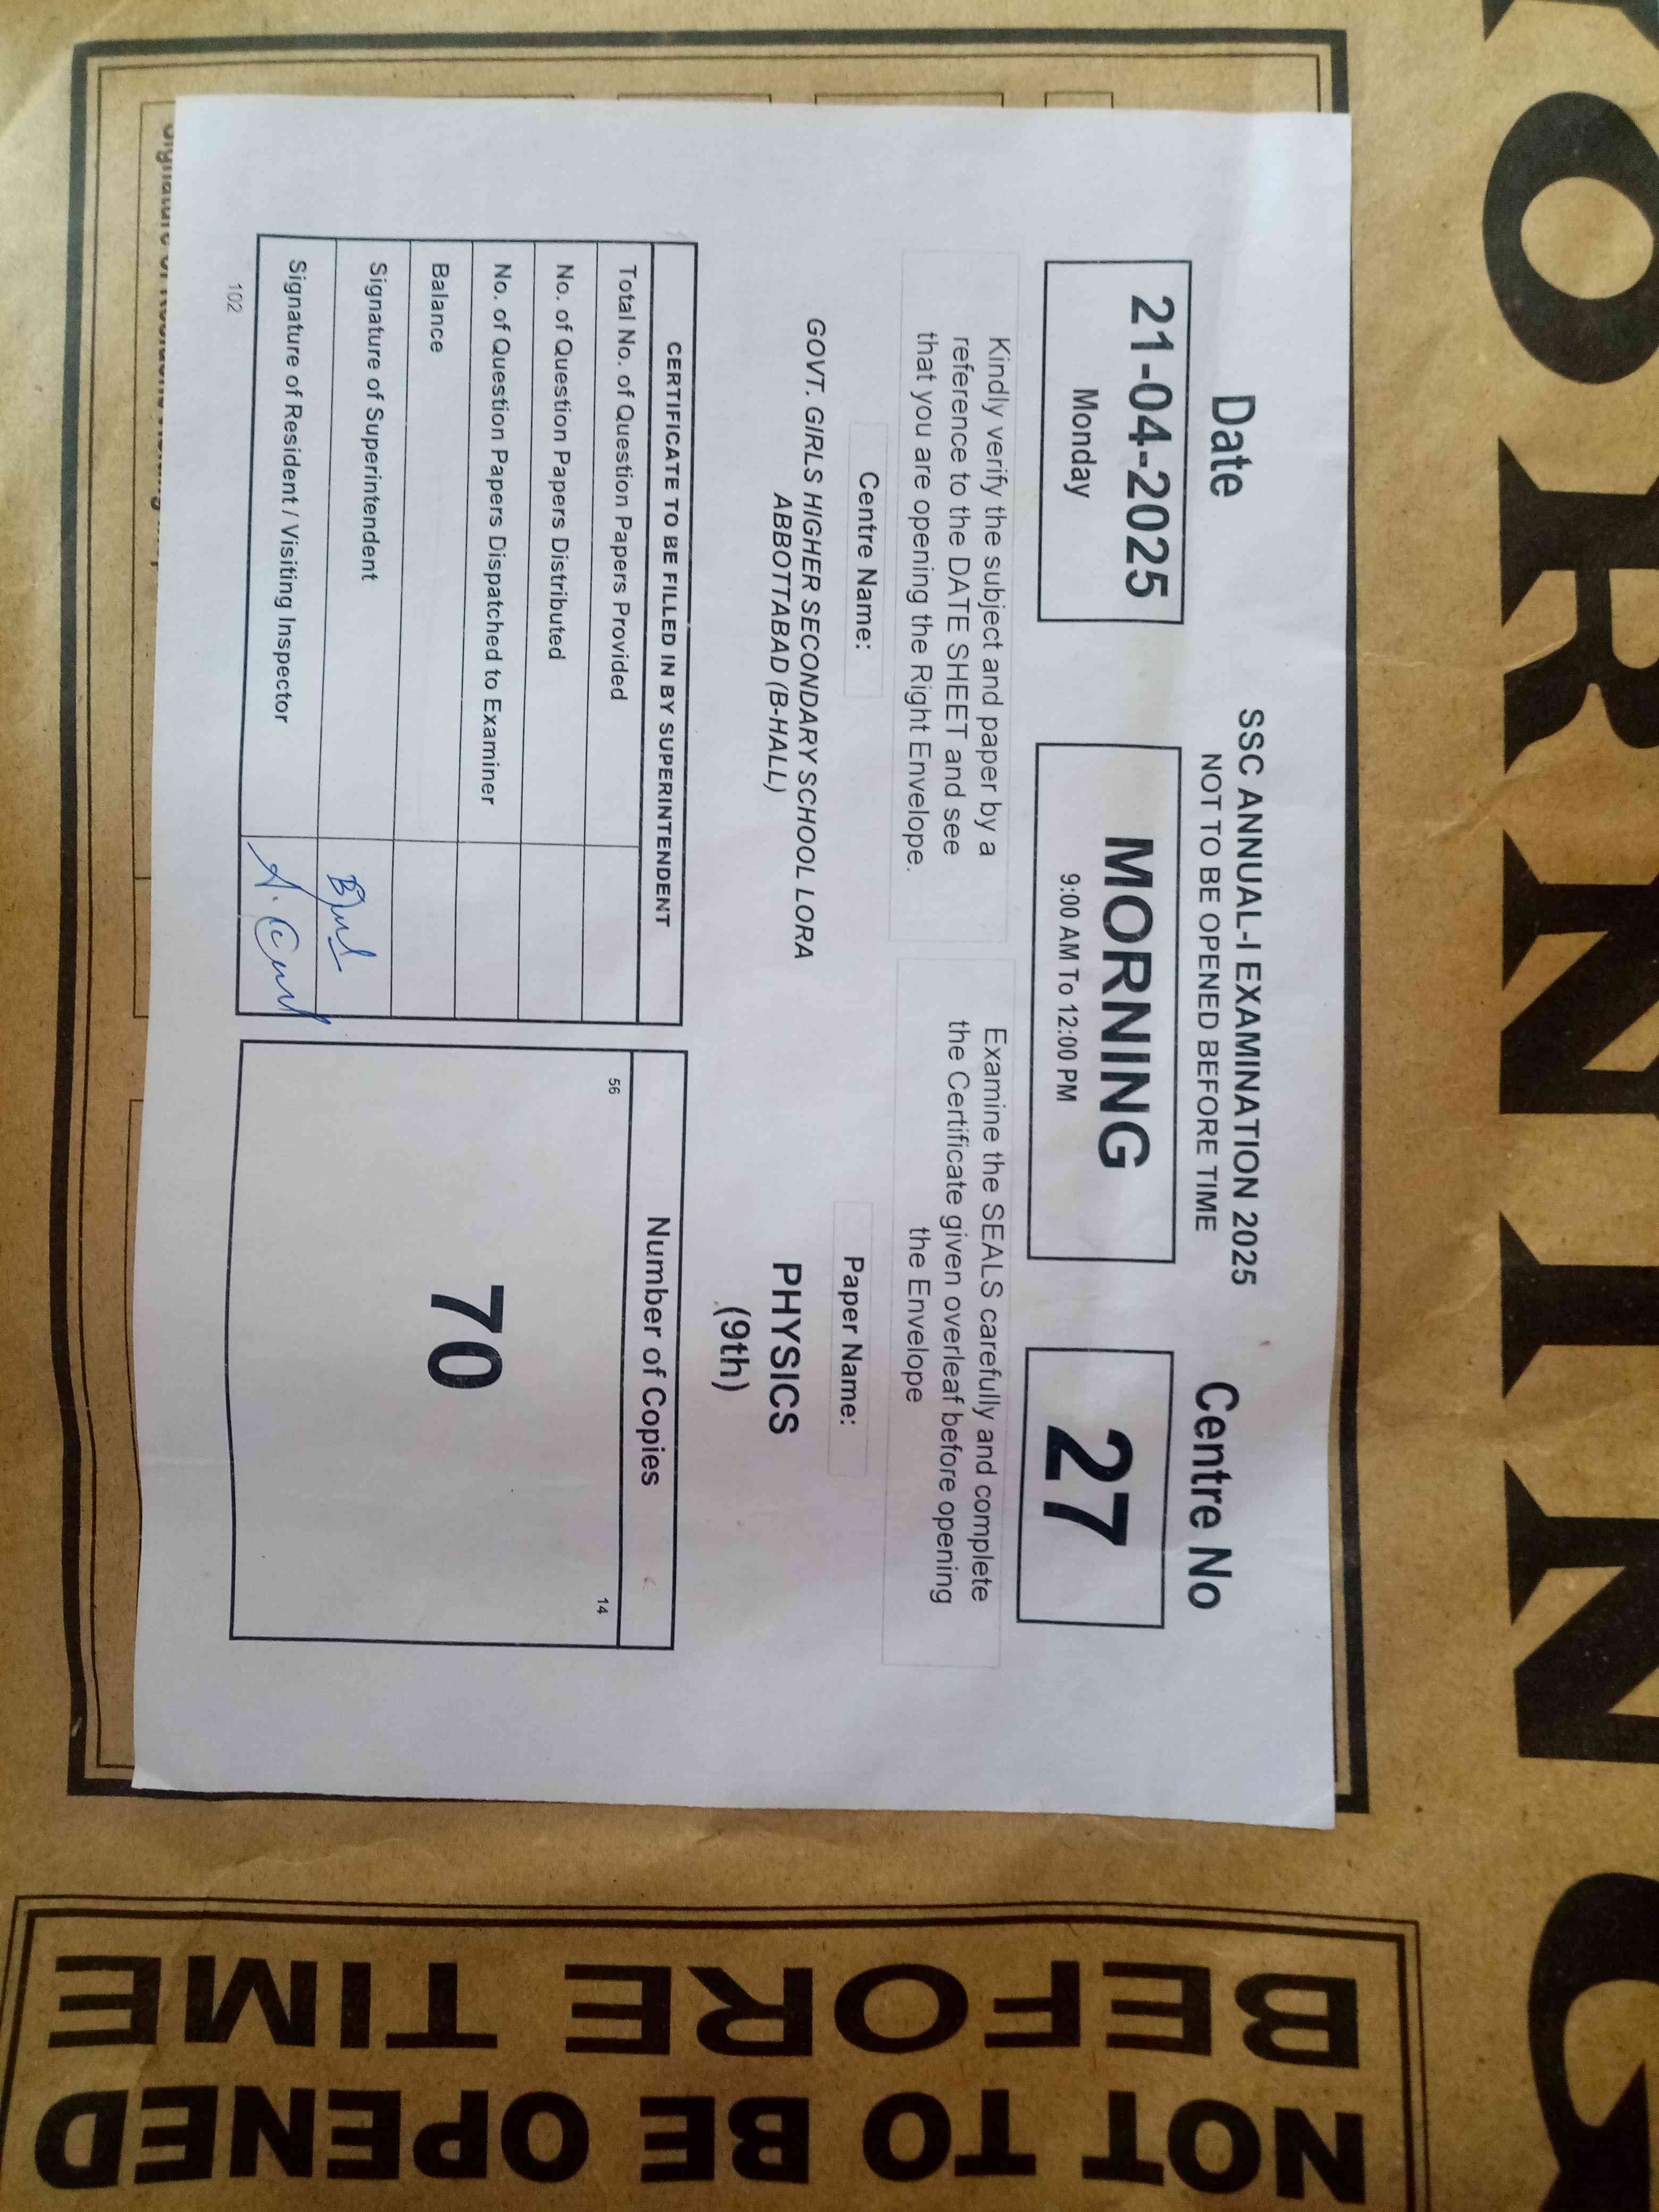 MORNING
SSC ANNUAL-I EXAMINATION 2025
NOT TO BE OPENED BEFORE TIME
Date
Centre No
21-04-2025
Monday
MORNING
9:00 AM To 12:00 PM
27
Kindly verify the subject and paper by a
reference to the DATE SHEET and see
that you are opening the Right Envelope.
Examine the SEALS carefully and complete
the Certificate given overleaf before opening
the Envelope
Centre Name:
GOVT. GIRLS HIGHER SECONDARY SCHOOL LORA
ABBOTTABAD (B-HALL)
Paper Name:
PHYSICS
(9th)
CERTIFICATE TO BE FILLED IN BY SUPERINTENDENT
Total No. of Question Papers Provided
No. of Question Papers Distributed
No. of Question Papers Dispatched to Examiner
Balance
Signature of Superintendent
Signature of Resident / Visiting Inspector
102
Number of Copies
56
14
70
NOT TO BE OPENED
BEFORE TIME